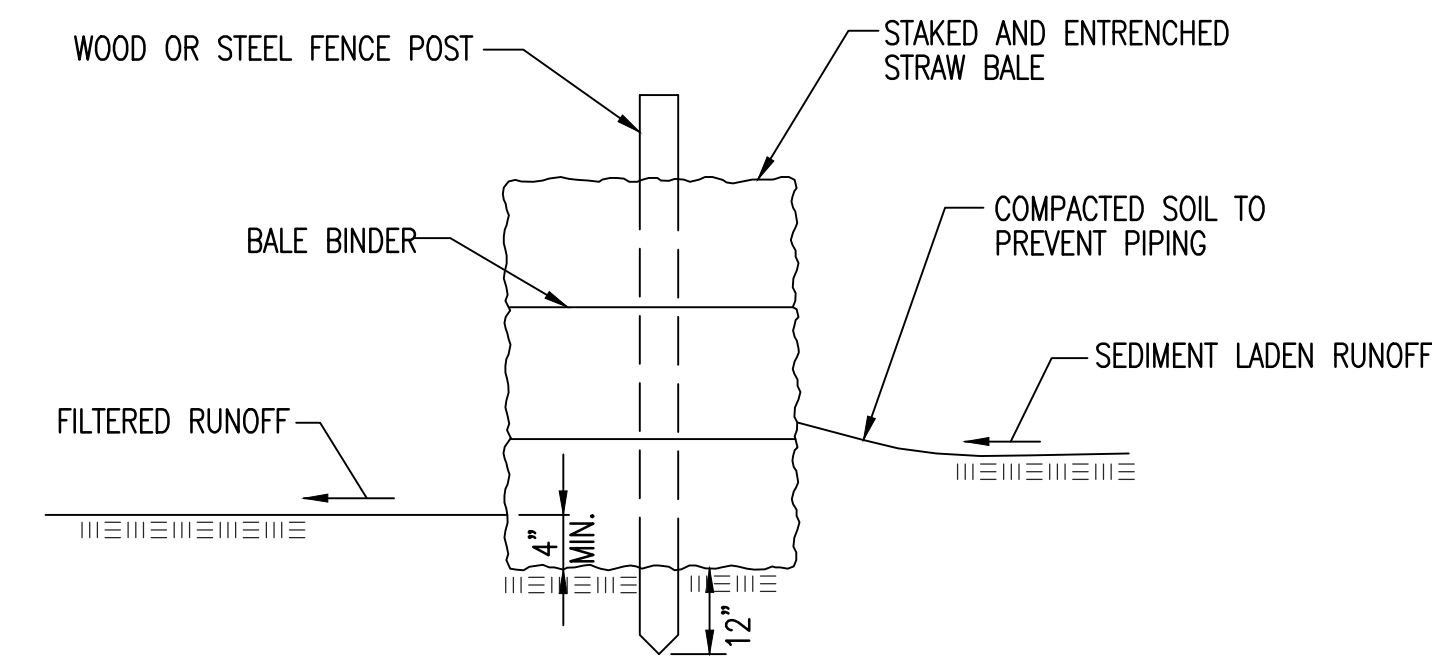 WOOD OR STEEL FENCE POST
STAKED AND ENTRENCHED
STRAW BALE
BALE BINDER
COMPACTED SOIL TO
PREVENT PIPING
SEDIMENT LADEN RUNOFF
FILTERED RUNOFF
4"
MIN.
12"